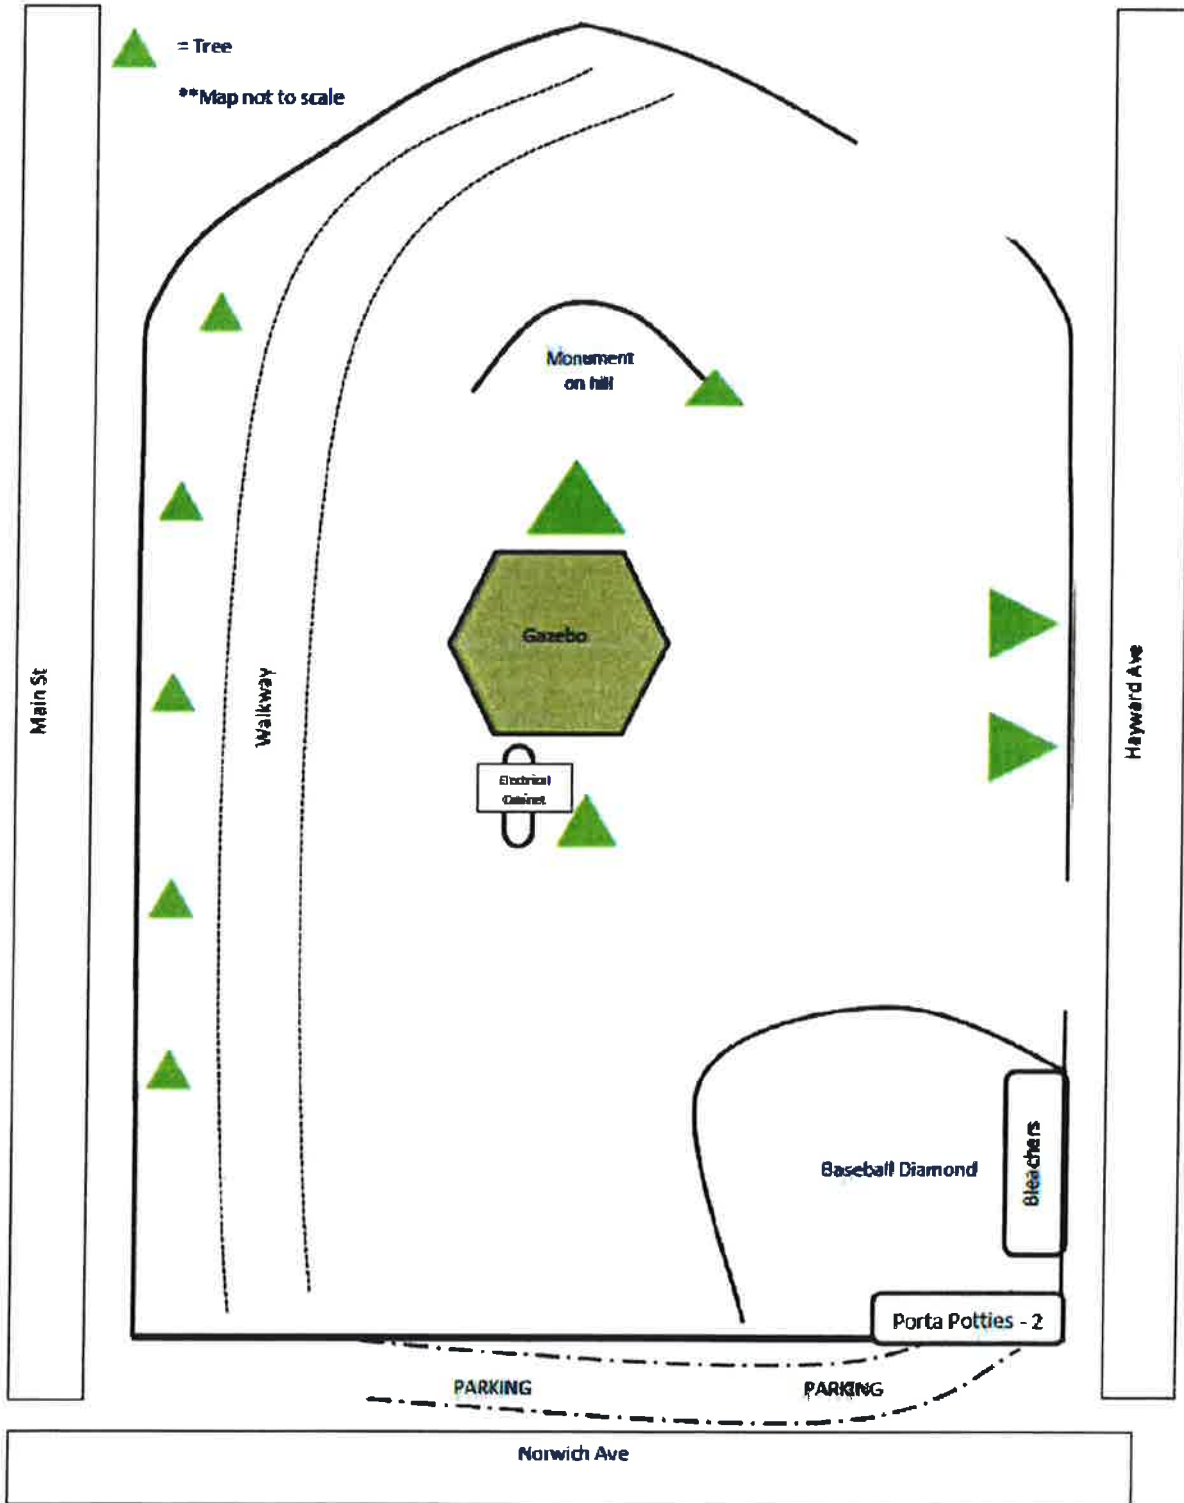 = Tree
**Map not to scale
Monument
on hill
Gazebo
Main St
Walkway
Hayward Ave
Electrical
Cabinet
Baseball Diamond
Bleachers
Porta Potties - 2
PARKING
PARKING
Norwich Ave